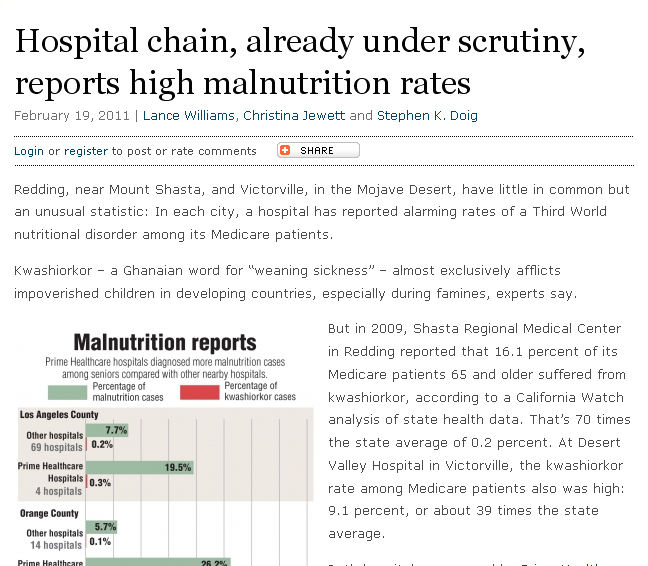 Hospital chain, already under scrutiny,
reports high malnutrition rates
February 19, 2011 | Lance Williams, Christina Jewett and Stephen K. Doig
Login or register to post or rate comments
SHARE
Redding, near Mount Shasta, and Victorville, in the Mojave Desert, have little in common but
an unusual statistic: In each city, a hospital has reported alarming rates of a Third World
nutritional disorder among its Medicare patients.
Kwashiorkor – a Ghanaian word for “weaning sickness” – almost exclusively afflicts
impoverished children in developing countries, especially during famines, experts say.
Malnutrition reports
Prime Healthcare hospitals diagnosed more malnutrition cases
among seniors compared with other nearby hospitals.
Percentage of
malnutrition cases
Percentage of
kwashiorkor cases
Los Angeles County
Other hospitals
69 hospitals
7.7%
0.2%
Prime Healthcare
Hospitals
4 hospitals
19.5%
0.3%
Orange County
Other hospitals
14 hospitals
5.7%
0.1%
Prime Healthcare
26.2%
But in 2009, Shasta Regional Medical Center
in Redding reported that 16.1 percent of its
Medicare patients 65 and older suffered from
kwashiorkor, according to a California Watch
analysis of state health data. That’s 70 times
the state average of 0.2 percent. At Desert
Valley Hospital in Victorville, the kwashiorkor
rate among Medicare patients also was high:
9.1 percent, or about 39 times the state
average.